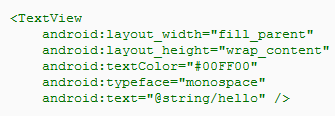 <TextView
    android:layout_width="fill_parent"
    android:layout_height="wrap_content"
    android:textColor="#00FF00"
    android:typeface="monospace"
    android:text="@string/hello" />